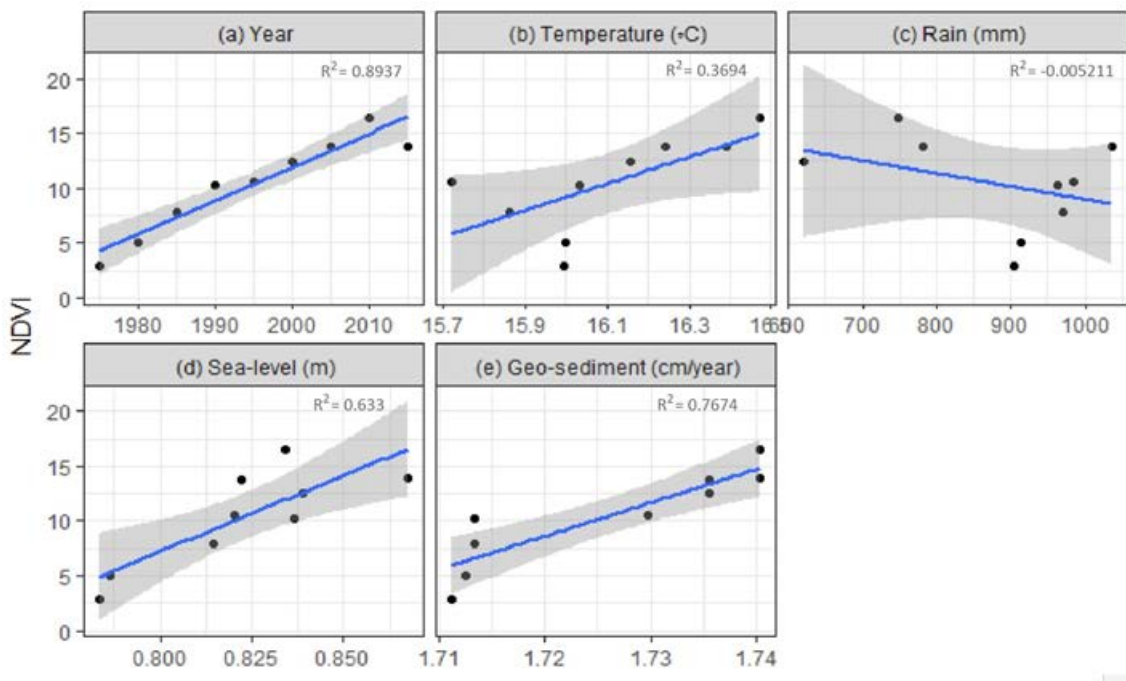 (a) Year
(b) Temperature (∘C)
(c) Rain (mm)
R²= 0.8937
R²= 0.3694
R²= -0.005211
20
15
10
5
0
1980 1990 2000 2010
15.7 15.9 16.1 16.3 16.5
700 800 900 1000
NDVI
(d) Sea-level (m)
(e) Geo-sediment (cm/year)
R²= 0.633
R²= 0.7674
20
15
10
5
0
0.800 0.825 0.850
1.71 1.72 1.73 1.74